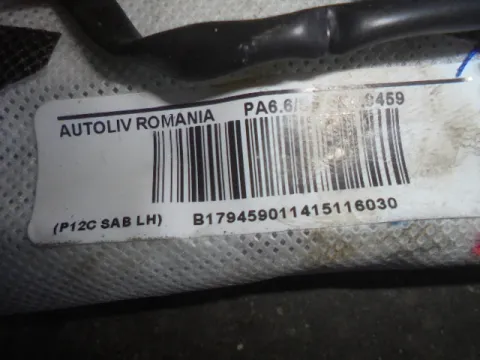 AUTOLIV ROMANIA PA6.6/
(P12C SAB LH) B179459011415116030